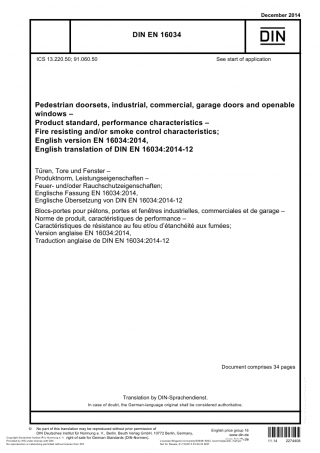 December 2014
DIN EN 16034
DIN
ICS 13.220.50; 91.060.50
See start of application
Pedestrian doorsets, industrial, commercial, garage doors and openable
windows –
Product standard, performance characteristics –
Fire resisting and/or smoke control characteristics;
English version EN 16034:2014,
English translation of DIN EN 16034:2014-12
Türen, Tore und Fenster –
Produktnorm, Leistungseigenschaften –
Feuer- und/oder Rauchschutzeigenschaften;
Englische Fassung EN 16034:2014,
Englische Übersetzung von DIN EN 16034:2014-12
Blocs-portes pour piétons, portes et fenêtres industrielles, commerciales et de garage –
Norme de produit, caractéristiques de performance –
Caractéristiques de résistance au feu et/ou d'étanchéité aux fumées;
Version anglaise EN 16034:2014,
Traduction anglaise de DIN EN 16034:2014-12
Document comprises 34 pages
Translation by DIN-Sprachendienst.
In case of doubt, the German-language original shall be considered authoritative.
© No part of this translation may be reproduced without prior permission of
DIN Deutsches Institut für Normung e. V., Berlin. Beuth Verlag GmbH, 10772 Berlin, Germany,
right of sale for German Standards (DIN-Normen).
English price group 16
www.din.de
11.14